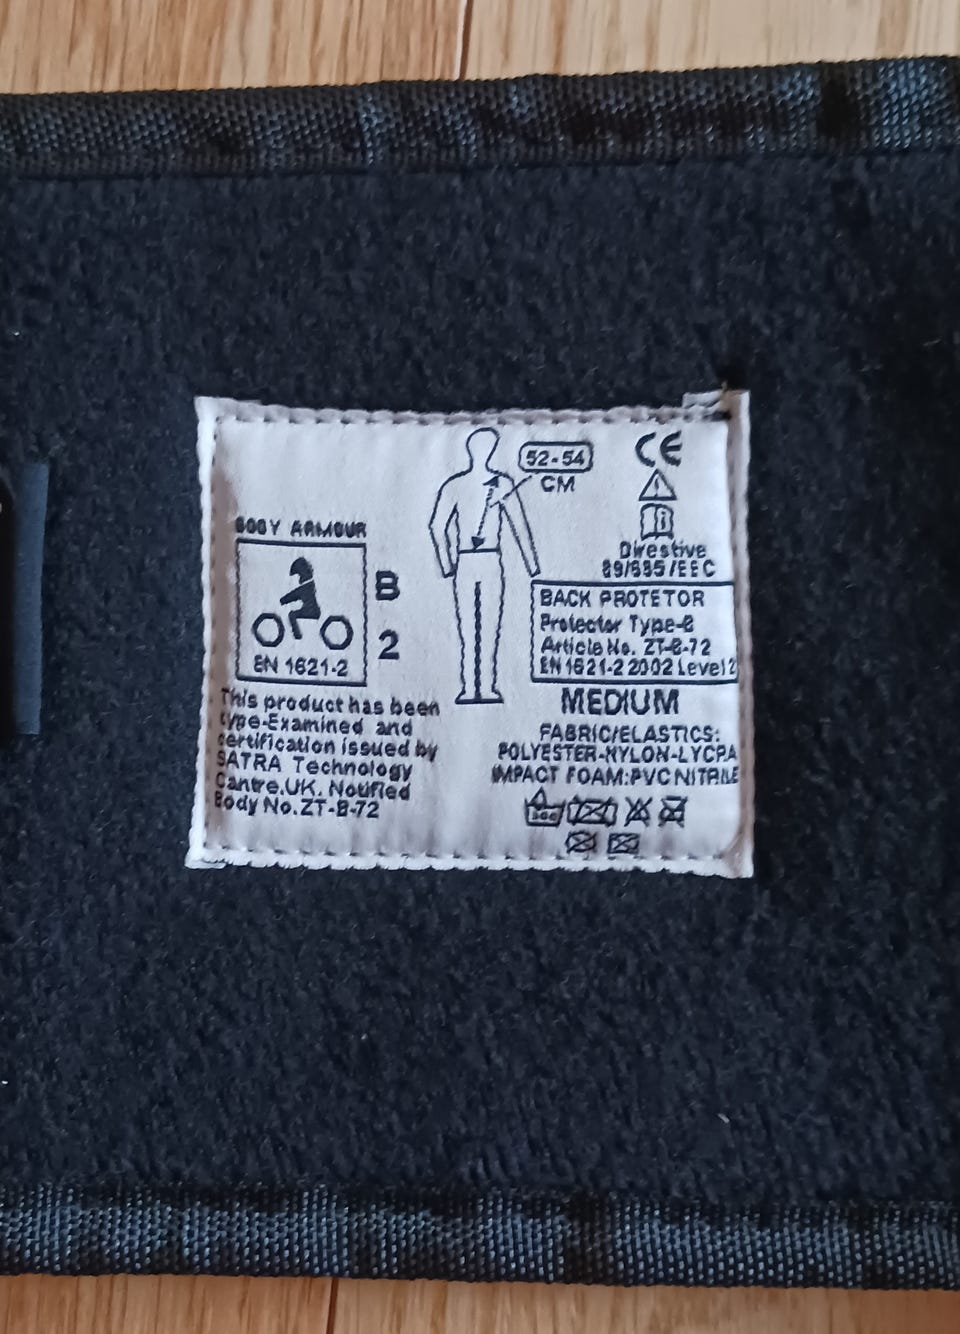 52-54
CM
CE
Directive
89/685/EEC
BODY ARMOUR
B
2
EN 1621-2
BACK PROTETOR
Protector Type-B
Article No. ZT-B-72
EN 1621-2 2002 Level 2
MEDIUM
FABRIC/ELASTICS:
POLYESTER-NYLON-LYCRA
IMPACT FOAM:PVC NITRILE
This product has been
type-Examined and
certification issued by
SATRA Technology
Cantre.UK. Notified
Body No.ZT-B-72